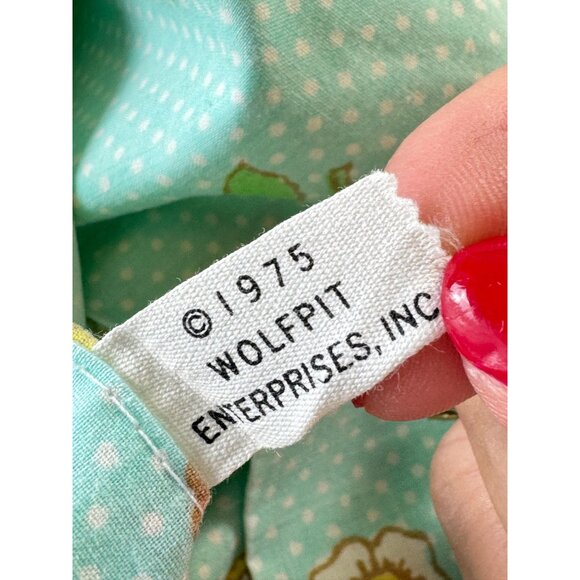 © 1975
WOLFPIT
ENTERPRISES, INC